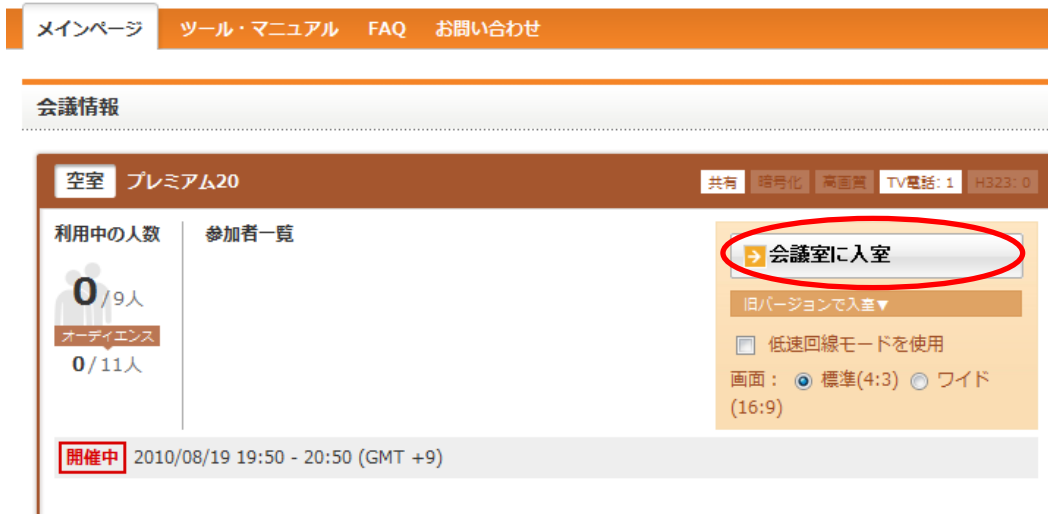 メインページ ツール・マニュアル FAQ お問い合わせ
会議情報
空室 プレミアム20 共有 暗号化 高画質 TV電話: 1 H323: 0
利用中の人数 参加者一覧
0/9人
オーディエンス
0/11人
会議室に入室
旧バージョンで入室▼
低速回線モードを使用
画面： 標準(4:3) ワイド
(16:9)
開催中 2010/08/19 19:50 - 20:50 (GMT +9)